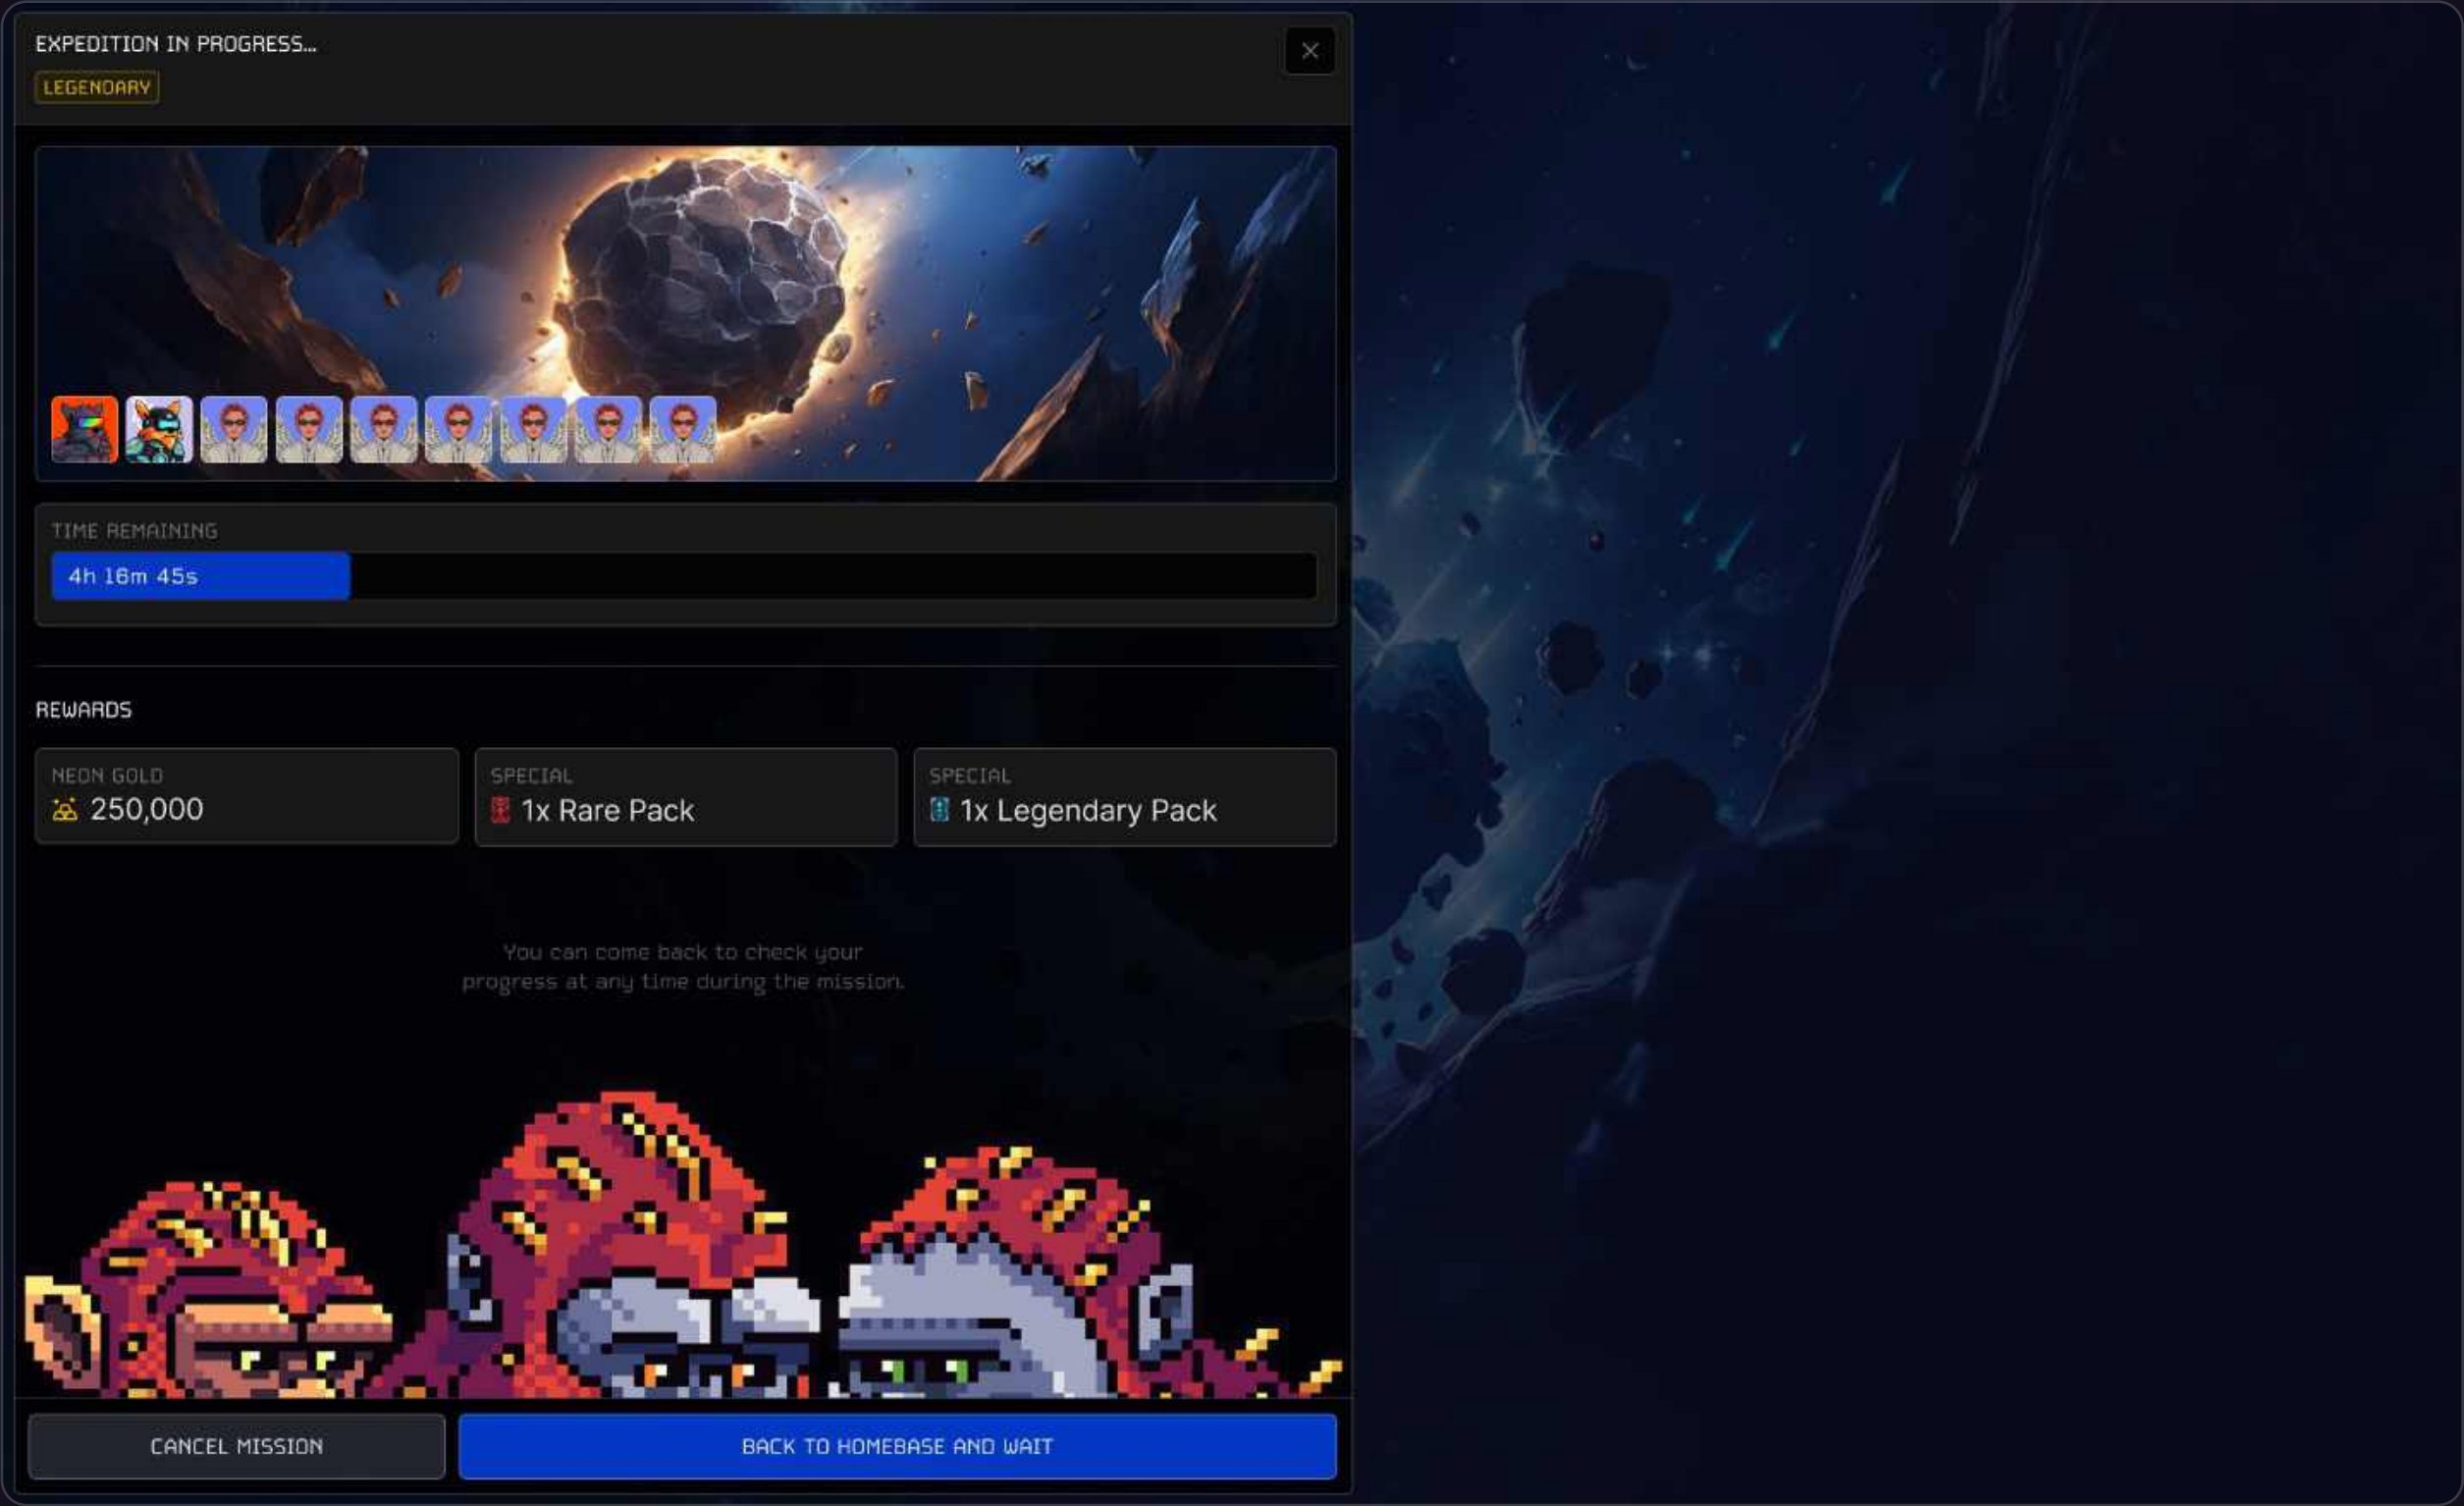 EXPEDITION IN PROGRESS...
LEGENDARY
TIME REMAINING
4h 16m 45s
REWARDS
NEON GOLD
250,000
SPECIAL
1x Rare Pack
SPECIAL
1x Legendary Pack
You can come back to check your
progress at any time during the mission.
CANCEL MISSION
BACK TO HOMEBASE AND WAIT